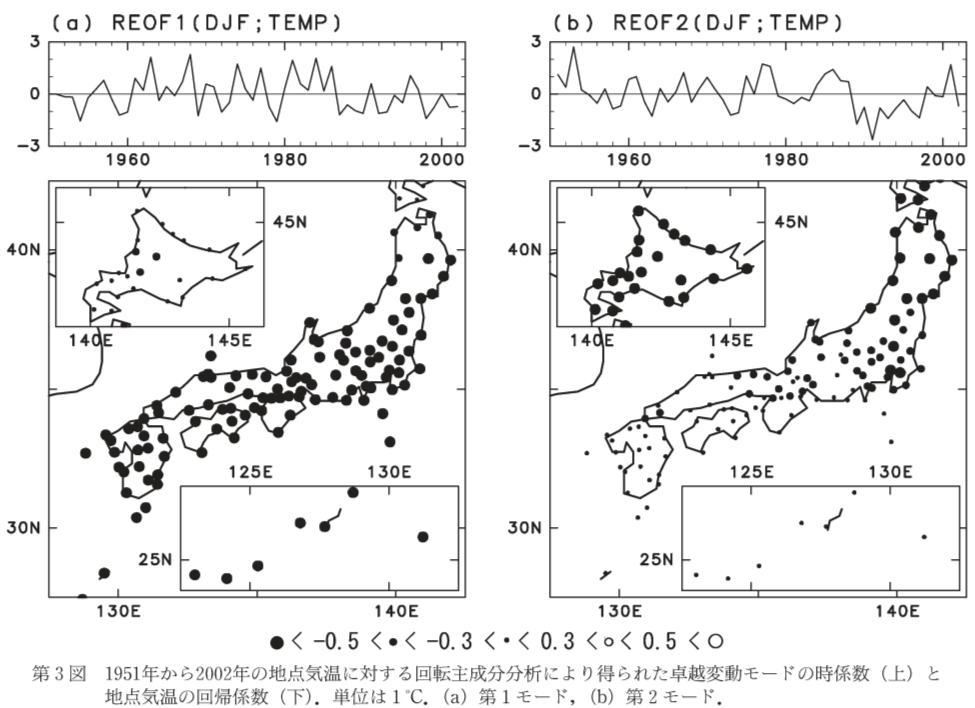 (a) REOF1(DJF;TEMP)
(b) REOF2(DJF;TEMP)
3
0
−3
1960
1980
2000
3
0
−3
1960
1980
2000
45N
40N
140E
145E
125E
130E
30N
25N
130E
140E
45N
40N
140E
145E
125E
130E
30N
25N
130E
140E
●< −0.5 <●< −0.3 <•< 0.3 <○< 0.5 <○
第3図 1951年から2002年の地点気温に対する回転主成分分析により得られた卓越変動モードの時係数(上)と
地点気温の回帰係数(下).単位は1℃.(a)第1モード,(b)第2モード.